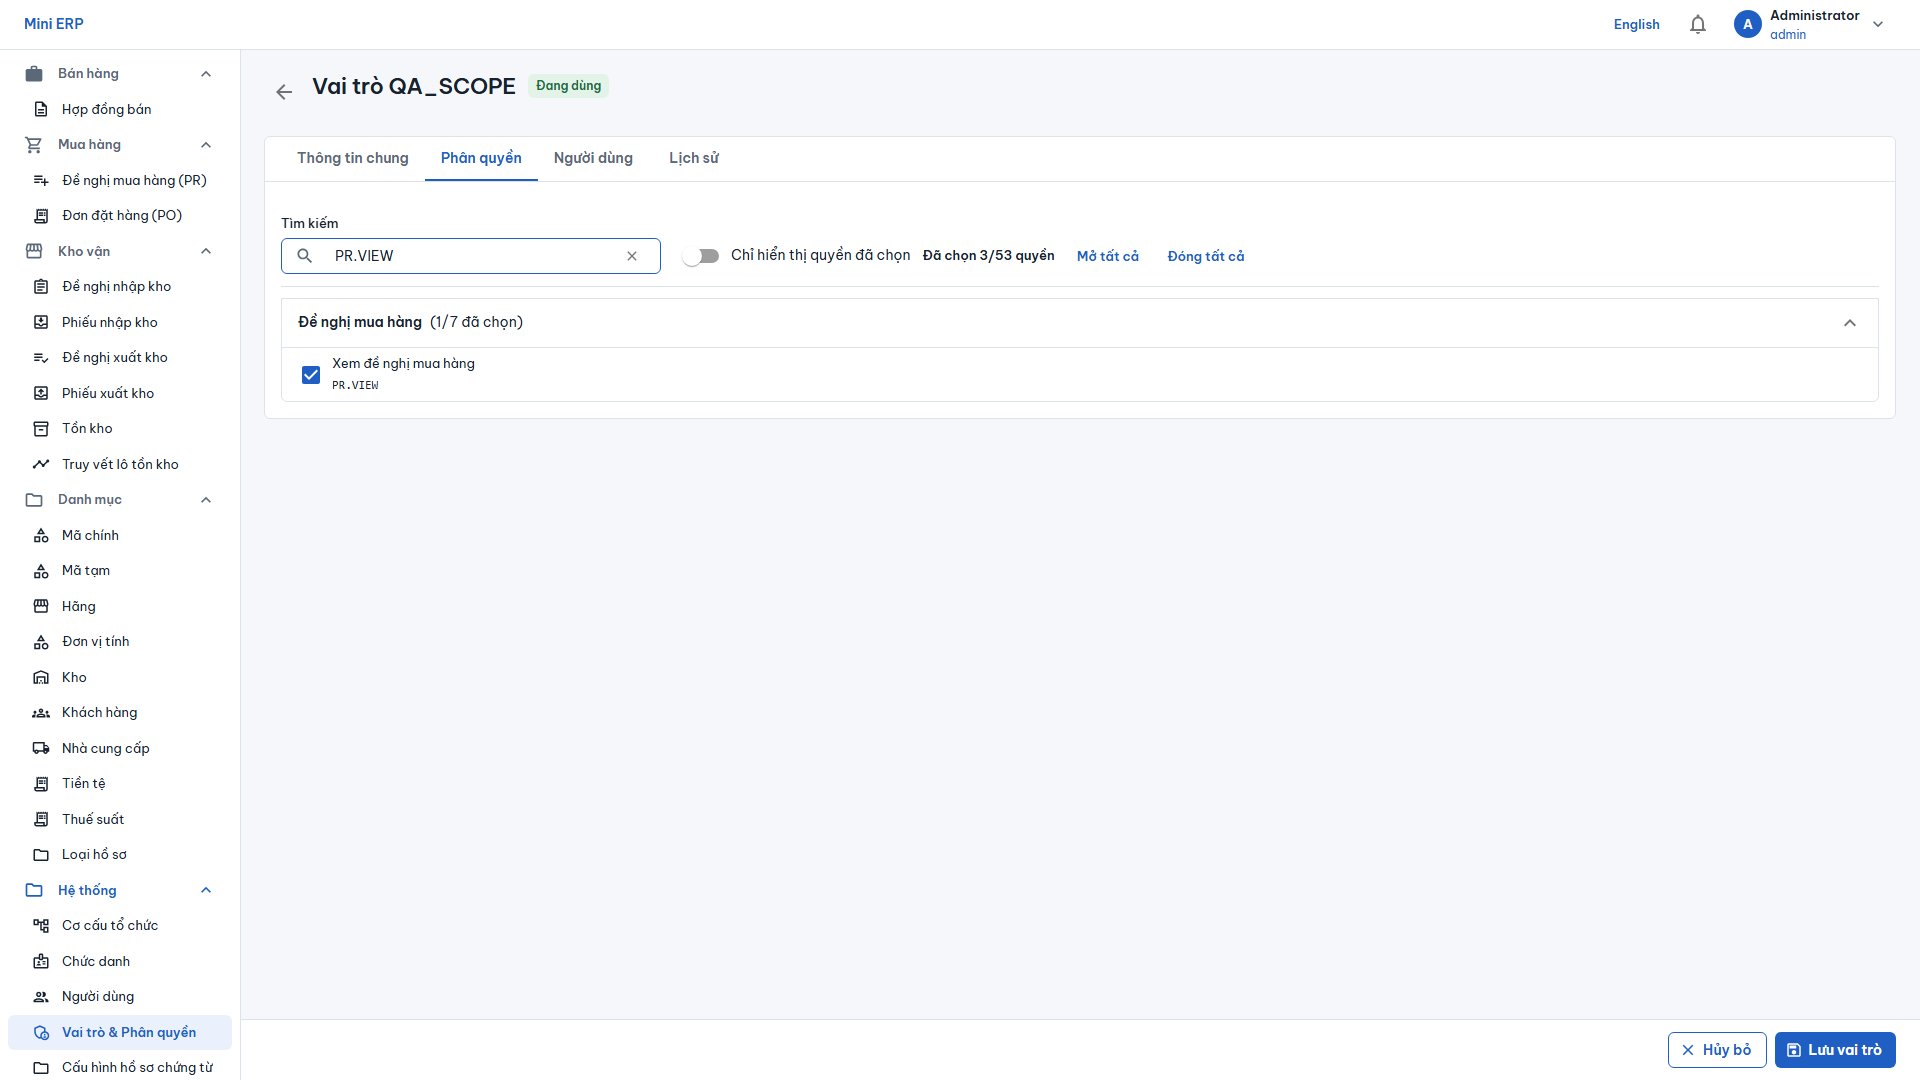 Mini ERP
English
A
Administrator
admin
Bán hàng
Hợp đồng bán
Mua hàng
Đề nghị mua hàng (PR)
Đơn đặt hàng (PO)
Kho vận
Đề nghị nhập kho
Phiếu nhập kho
Đề nghị xuất kho
Phiếu xuất kho
Tồn kho
Truy vết lô tồn kho
Danh mục
Mã chính
Mã tạm
Hãng
Đơn vị tính
Kho
Khách hàng
Nhà cung cấp
Tiền tệ
Thuế suất
Loại hồ sơ
Hệ thống
Cơ cấu tổ chức
Chức danh
Người dùng
Vai trò & Phân quyền
Cấu hình hồ sơ chứng từ
Vai trò QA_SCOPE
Đang dùng
Thông tin chung
Phân quyền
Người dùng
Lịch sử
Tìm kiếm
PR.VIEW
Chỉ hiển thị quyền đã chọn
Đã chọn 3/53 quyền
Mở tất cả
Đóng tất cả
Đề nghị mua hàng (1/7 đã chọn)
Xem đề nghị mua hàng
PR.VIEW
Hủy bỏ
Lưu vai trò